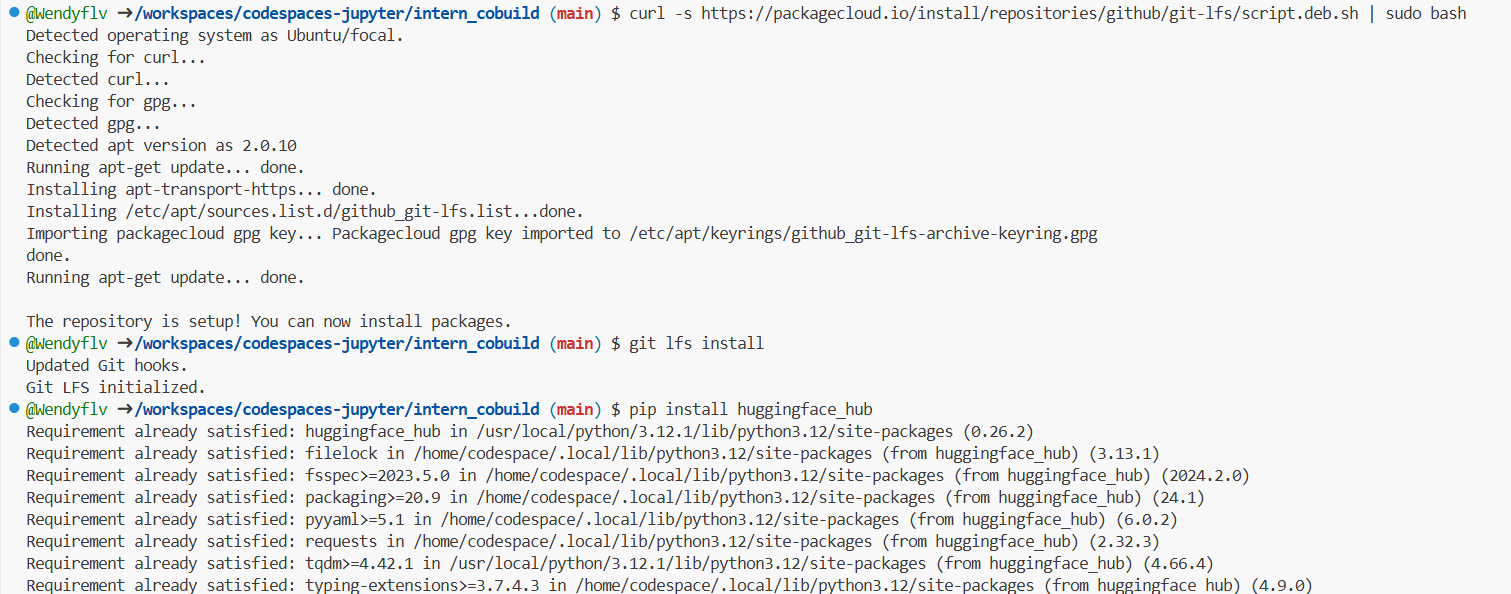 @Wendyflv ➜/workspaces/codespaces-jupyter/intern_cobuild (main) $ curl -s https://packagecloud.io/install/repositories/github/git-lfs/script.deb.sh | sudo bash
Detected operating system as Ubuntu/focal.
Checking for curl...
Detected curl...
Checking for gpg...
Detected gpg...
Detected apt version as 2.0.10
Running apt-get update... done.
Installing apt-transport-https... done.
Installing /etc/apt/sources.list.d/github_git-lfs.list...done.
Importing packagecloud gpg key... Packagecloud gpg key imported to /etc/apt/keyrings/github_git-lfs-archive-keyring.gpg
done.
Running apt-get update... done.
The repository is setup! You can now install packages.
@Wendyflv ➜/workspaces/codespaces-jupyter/intern_cobuild (main) $ git lfs install
Updated Git hooks.
Git LFS initialized.
@Wendyflv ➜/workspaces/codespaces-jupyter/intern_cobuild (main) $ pip install huggingface_hub
Requirement already satisfied: huggingface_hub in /usr/local/python/3.12.1/lib/python3.12/site-packages (0.26.2)
Requirement already satisfied: filelock in /home/codespace/.local/lib/python3.12/site-packages (from huggingface_hub) (3.13.1)
Requirement already satisfied: fsspec>=2023.5.0 in /home/codespace/.local/lib/python3.12/site-packages (from huggingface_hub) (2024.2.0)
Requirement already satisfied: packaging>=20.9 in /home/codespace/.local/lib/python3.12/site-packages (from huggingface_hub) (24.1)
Requirement already satisfied: pyyaml>=5.1 in /home/codespace/.local/lib/python3.12/site-packages (from huggingface_hub) (6.0.2)
Requirement already satisfied: requests in /home/codespace/.local/lib/python3.12/site-packages (from huggingface_hub) (2.32.3)
Requirement already satisfied: tqdm>=4.42.1 in /usr/local/python/3.12.1/lib/python3.12/site-packages (from huggingface_hub) (4.66.4)
Requirement already satisfied: typing-extensions>=3.7.4.3 in /home/codespace/.local/lib/python3.12/site-packages (from huggingface_hub) (4.9.0)